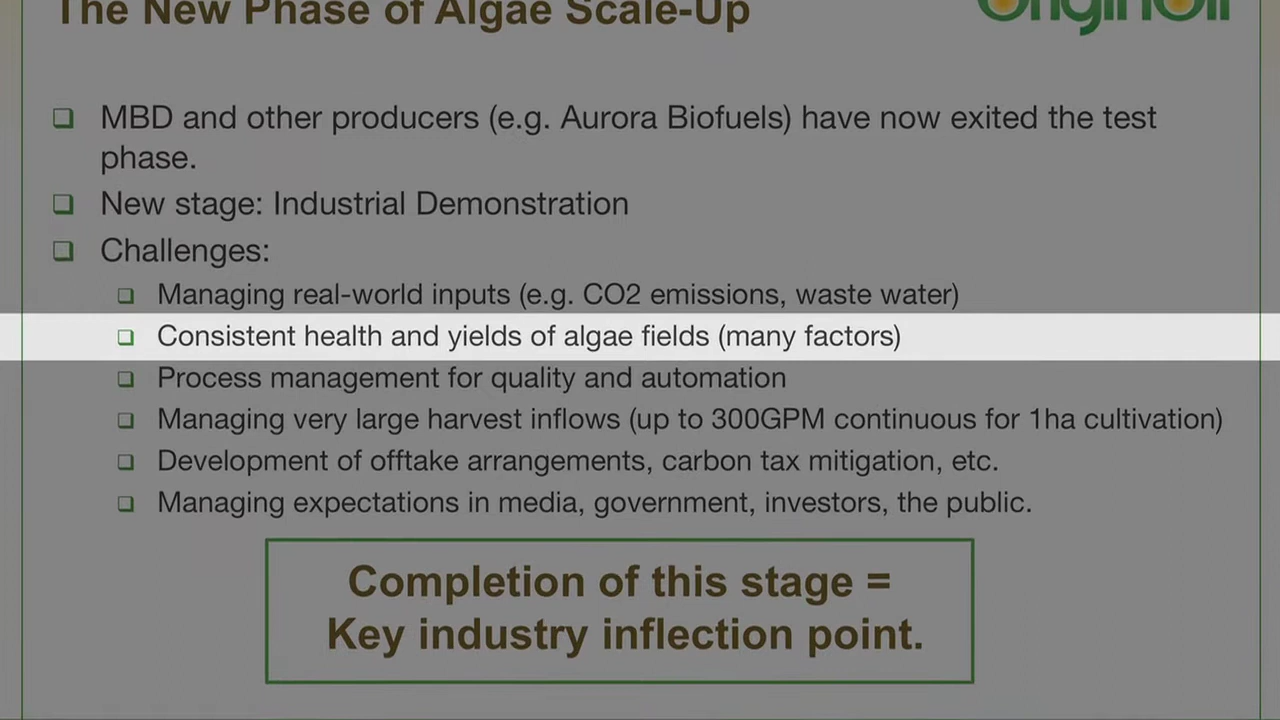 The New Phase of Algae Scale-Up
OriginOil
MBD and other producers (e.g. Aurora Biofuels) have now exited the test
phase.
New stage: Industrial Demonstration
Challenges:
Managing real-world inputs (e.g. CO2 emissions, waste water)
Consistent health and yields of algae fields (many factors)
Process management for quality and automation
Managing very large harvest inflows (up to 300GPM continuous for 1ha cultivation)
Development of offtake arrangements, carbon tax mitigation, etc.
Managing expectations in media, government, investors, the public.
Completion of this stage =
Key industry inflection point.